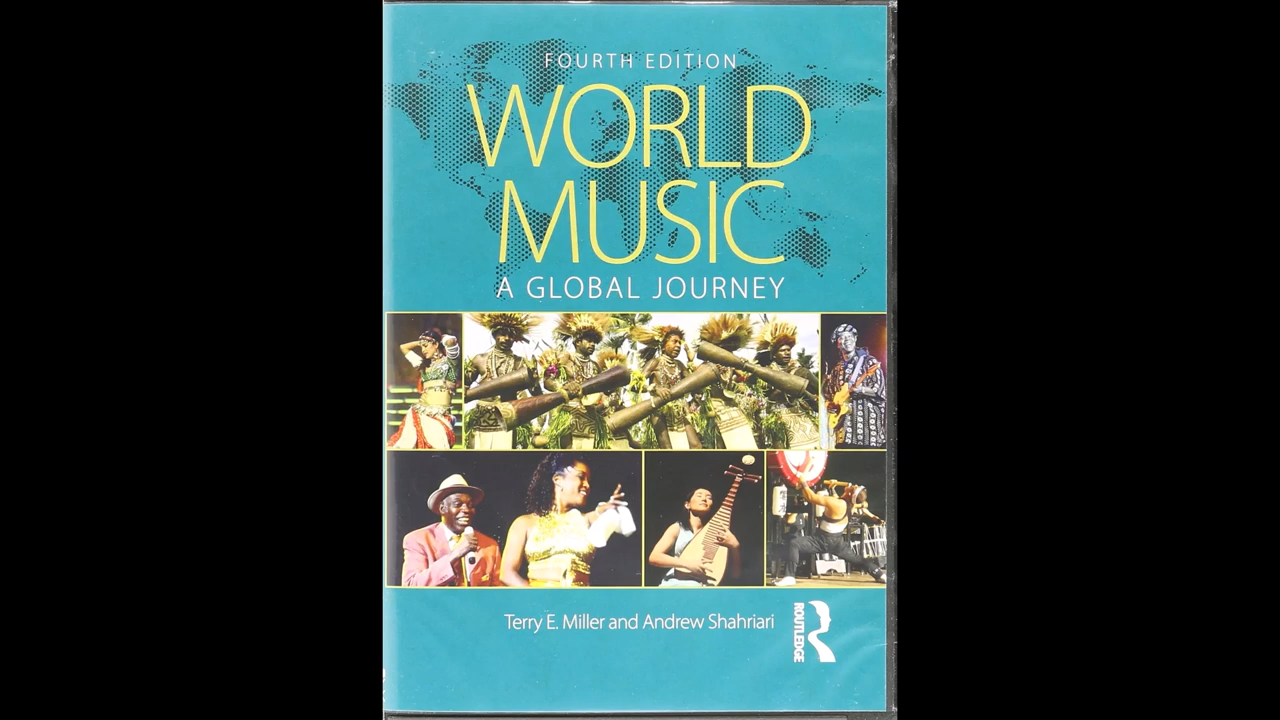 FOURTH EDITION
WORLD
MUSIC
A GLOBAL JOURNEY
Terry E. Miller and Andrew Shahriari
ROUTLEDGE